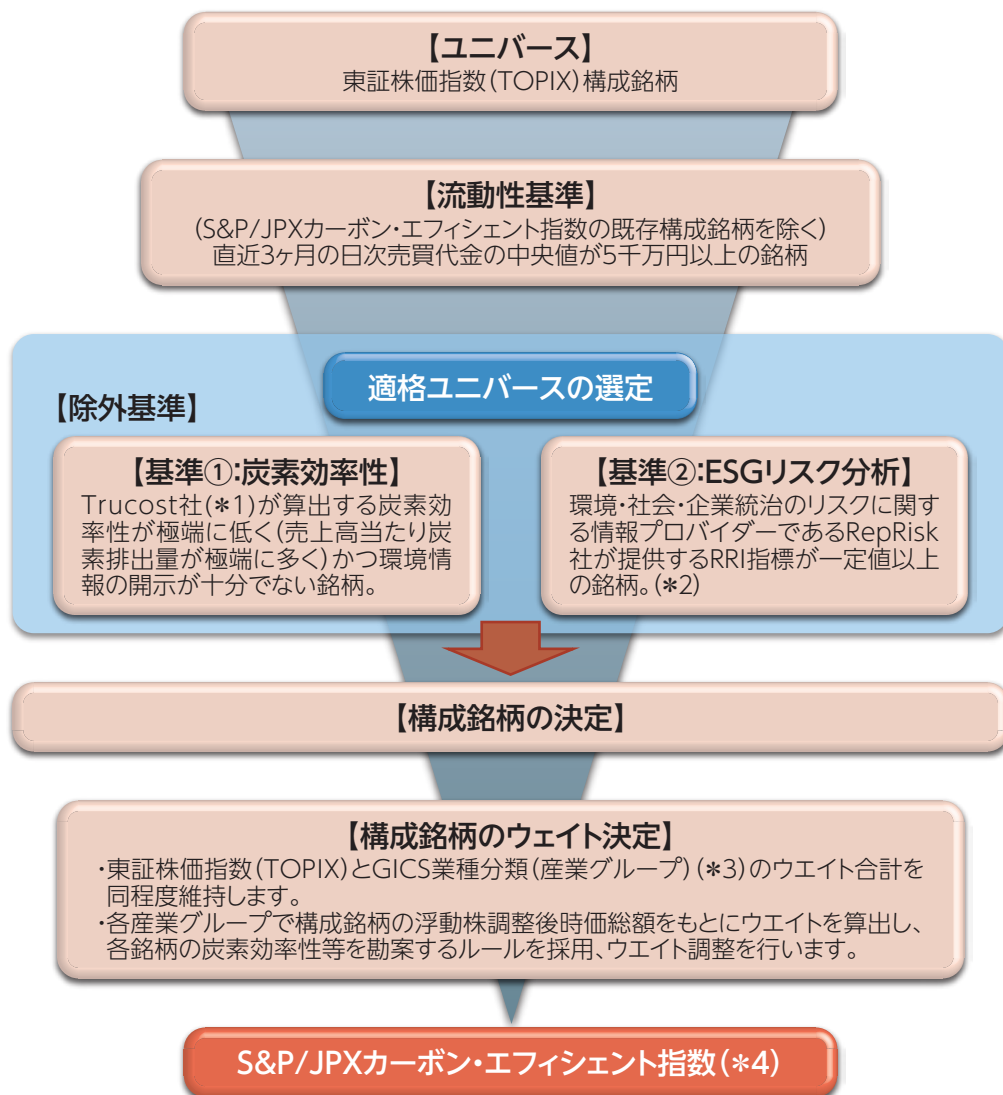 【ユニバース】
東証株価指数(TOPIX)構成銘柄
【流動性基準】
(S&P/JPXカーボン・エフィシェント指数の既存構成銘柄を除く)
直近3ヶ月の日次売買代金の中央値が5千万円以上の銘柄
適格ユニバースの選定
【除外基準】
【基準①:炭素効率性】
Trucost社(*1)が算出する炭素効
率性が極端に低く(売上高当たり炭
素排出量が極端に多く)かつ環境情
報の開示が十分でない銘柄。
【基準②:ESGリスク分析】
環境・社会・企業統治のリスクに関す
る情報プロバイダーであるRepRisk
社が提供するRRI指標が一定値以上
の銘柄。(*2)
【構成銘柄の決定】
【構成銘柄のウェイト決定】
・東証株価指数(TOPIX)とGICS業種分類(産業グループ)(*3)のウエイト合計を
同程度維持します。
・各産業グループで構成銘柄の浮動株調整後時価総額をもとにウエイトを算出し、
各銘柄の炭素効率性等を勘案するルールを採用、ウエイト調整を行います。
S&P/JPXカーボン・エフィシェント指数(*4)